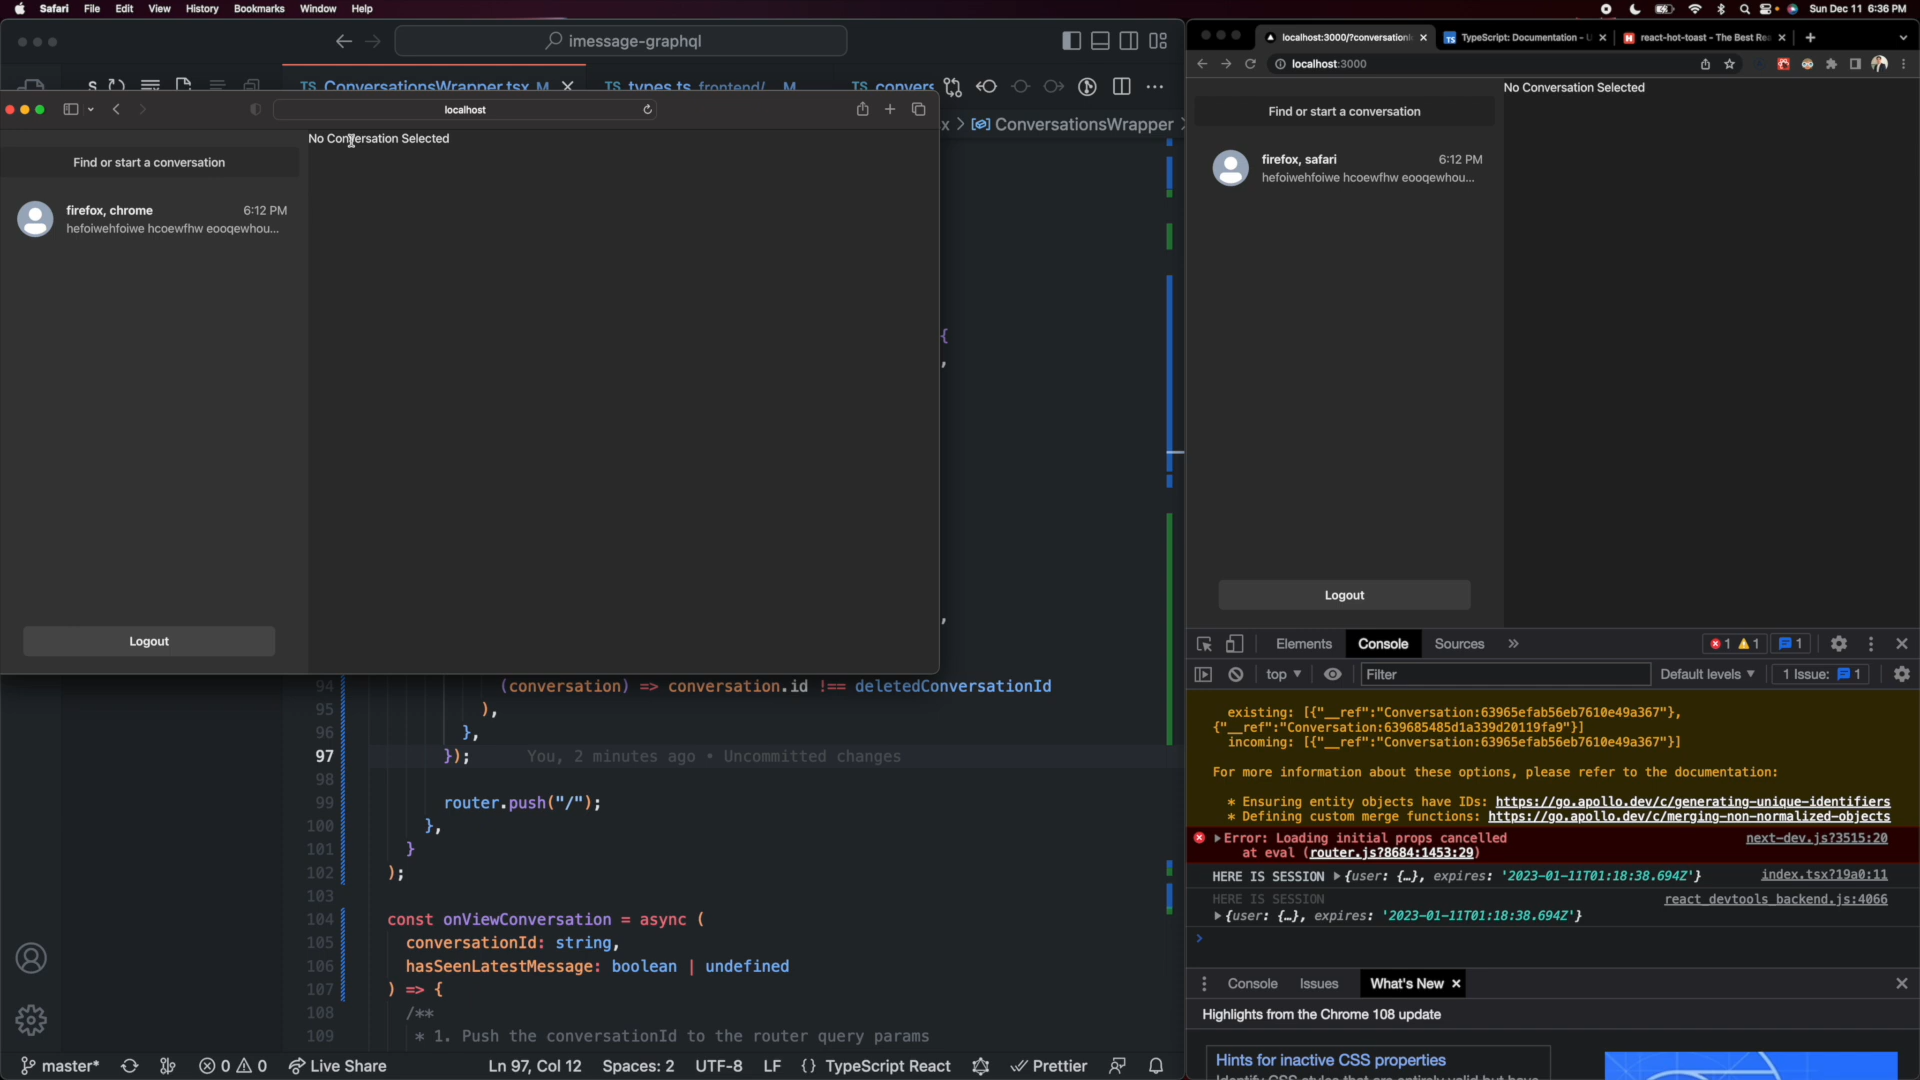 Safari File Edit View History Bookmarks Window Help
Sun Dec 11 6:36 PM
imessage-graphql
TS ConversationsWrapper.tsx M
TS types.ts frontend/ M
TS convers
ConversationsWrapper
localhost
No Conversation Selected
Find or start a conversation
firefox, chrome 6:12 PM
hefoiwehfoiwe hcoewfhw eooqewhou...
Logout
{
,
,
94 (conversation) => conversation.id !== deletedConversationId
95 ),
96 },
97 }); You, 2 minutes ago • Uncommitted changes
98
99 router.push("/");
100 },
101 }
102 );
103
104 const onViewConversation = async (
105 conversationId: string,
106 hasSeenLatestMessage: boolean | undefined
107 ) => {
108 /**
109 * 1. Push the conversationId to the router query params
master* 0 0 Live Share Ln 97, Col 12 Spaces: 2 UTF-8 LF {} TypeScript React Prettier
localhost:3000/?conversationI
TS TypeScript: Documentation - U
H react-hot-toast - The Best Re
localhost:3000
No Conversation Selected
Find or start a conversation
firefox, safari 6:12 PM
hefoiwehfoiwe hcoewfhw eooqewhou...
Logout
Elements Console Sources 1 1 1
top Filter Default levels 1 Issue: 1
existing: [{"__ref":"Conversation:63965efab56eb7610e49a367"},
{"__ref":"Conversation:639685485d1a339d20119fa9"}]
incoming: [{"__ref":"Conversation:63965efab56eb7610e49a367"}]
For more information about these options, please refer to the documentation:
* Ensuring entity objects have IDs: https://go.apollo.dev/c/generating-unique-identifiers
* Defining custom merge functions: https://go.apollo.dev/c/merging-non-normalized-objects
Error: Loading initial props cancelled next-dev.js?3515:20
at eval (router.js?8684:1453:29)
HERE IS SESSION {user: {…}, expires: '2023-01-11T01:18:38.694Z'} index.tsx?19a0:11
HERE IS SESSION react_devtools_backend.js:4066
{user: {…}, expires: '2023-01-11T01:18:38.694Z'}
Console Issues What's New
Highlights from the Chrome 108 update
Hints for inactive CSS properties